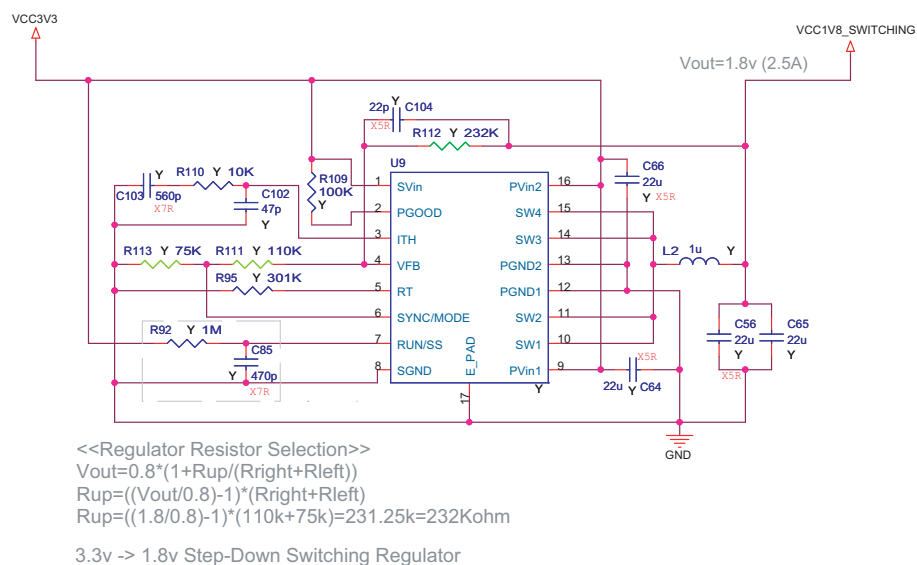 VCC3V3
VCC1V8_SWITCHING
Vout=1.8v (2.5A)
22p Y C104
X5R
R112 Y 232K
U9
R110 Y 10K
Y
C103 560p
X7R
C102
47p
Y
R109
100K
Y
C66
22u
Y X5R
1 SVin PVin2 16
2 PGOOD SW4 15
3 ITH SW3 14
R113 Y 75K R111 Y 110K
4 VFB PGND2 13
L2 1u Y
R95 Y 301K
5 RT PGND1 12
6 SYNC/MODE SW2 11
R92 Y 1M
7 RUN/SS SW1 10
C56
22u
Y
X5R
C65
22u
Y
C85
Y 470p
X7R
8 SGND E_PAD PVin1 9
Y
17
X5R
22u Y C64
GND
<<Regulator Resistor Selection>>
Vout=0.8*(1+Rup/(Rright+Rleft))
Rup=((Vout/0.8)-1)*(Rright+Rleft)
Rup=((1.8/0.8)-1)*(110k+75k)=231.25k=232Kohm
3.3v -> 1.8v Step-Down Switching Regulator